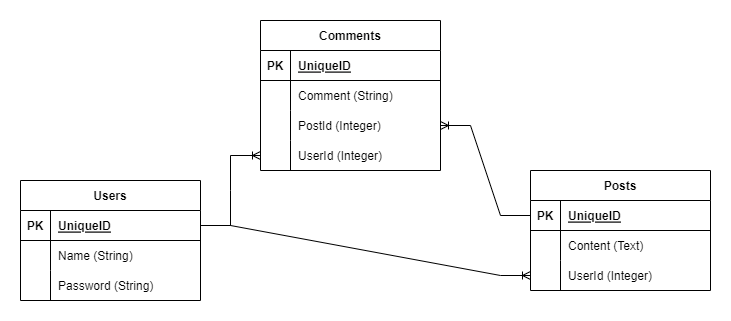 Comments
PK UniqueID
Comment (String)
PostId (Integer)
UserId (Integer)
Users
PK UniqueID
Name (String)
Password (String)
Posts
PK UniqueID
Content (Text)
UserId (Integer)